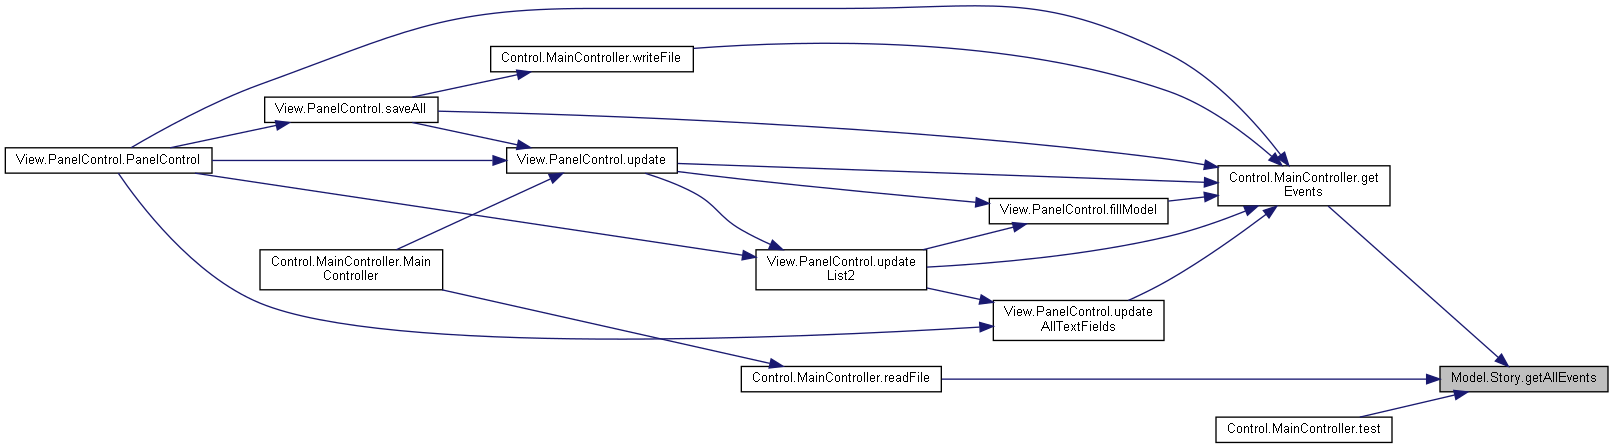 Control.MainController.writeFile
View.PanelControl.saveAll
View.PanelControl.PanelControl
View.PanelControl.update
Control.MainController.get
Events
View.PanelControl.fillModel
Control.MainController.Main
Controller
View.PanelControl.update
List2
View.PanelControl.update
AllTextFields
Control.MainController.readFile
Model.Story.getAllEvents
Control.MainController.test